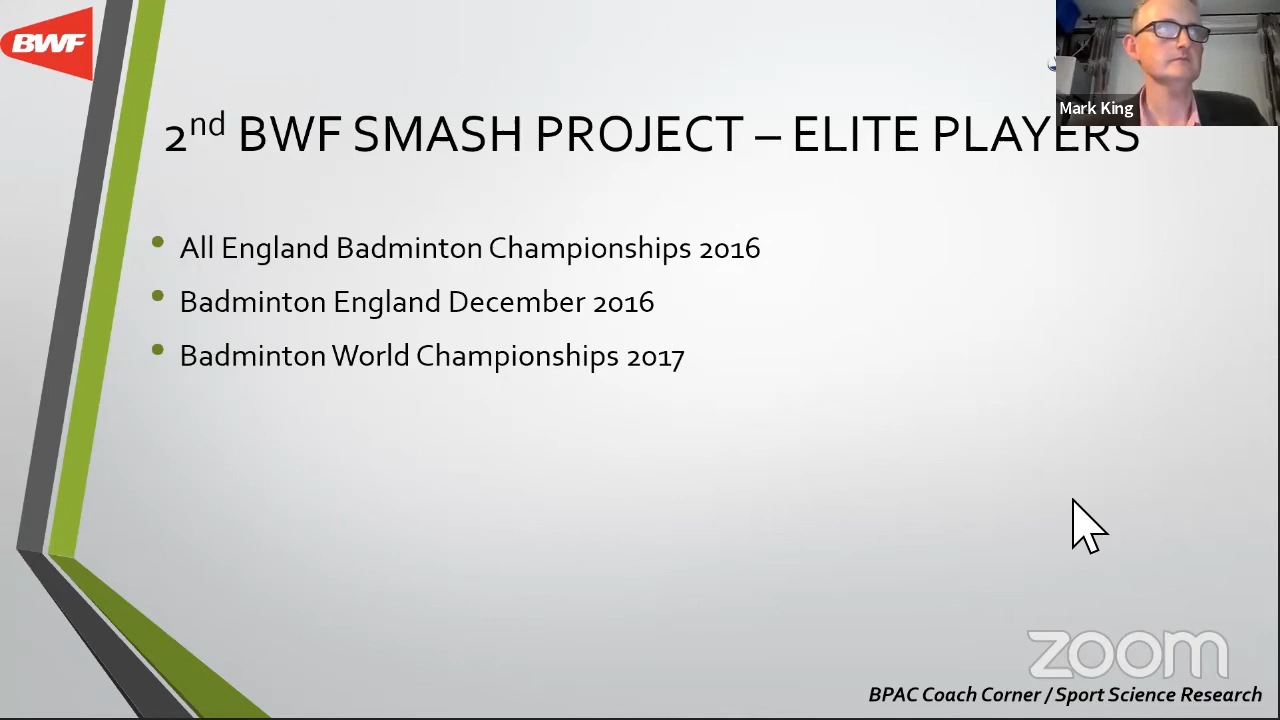 BWF
Mark King
2nd BWF SMASH PROJECT – ELITE PLAYERS
All England Badminton Championships 2016
Badminton England December 2016
Badminton World Championships 2017
zoom
BPAC Coach Corner / Sport Science Research